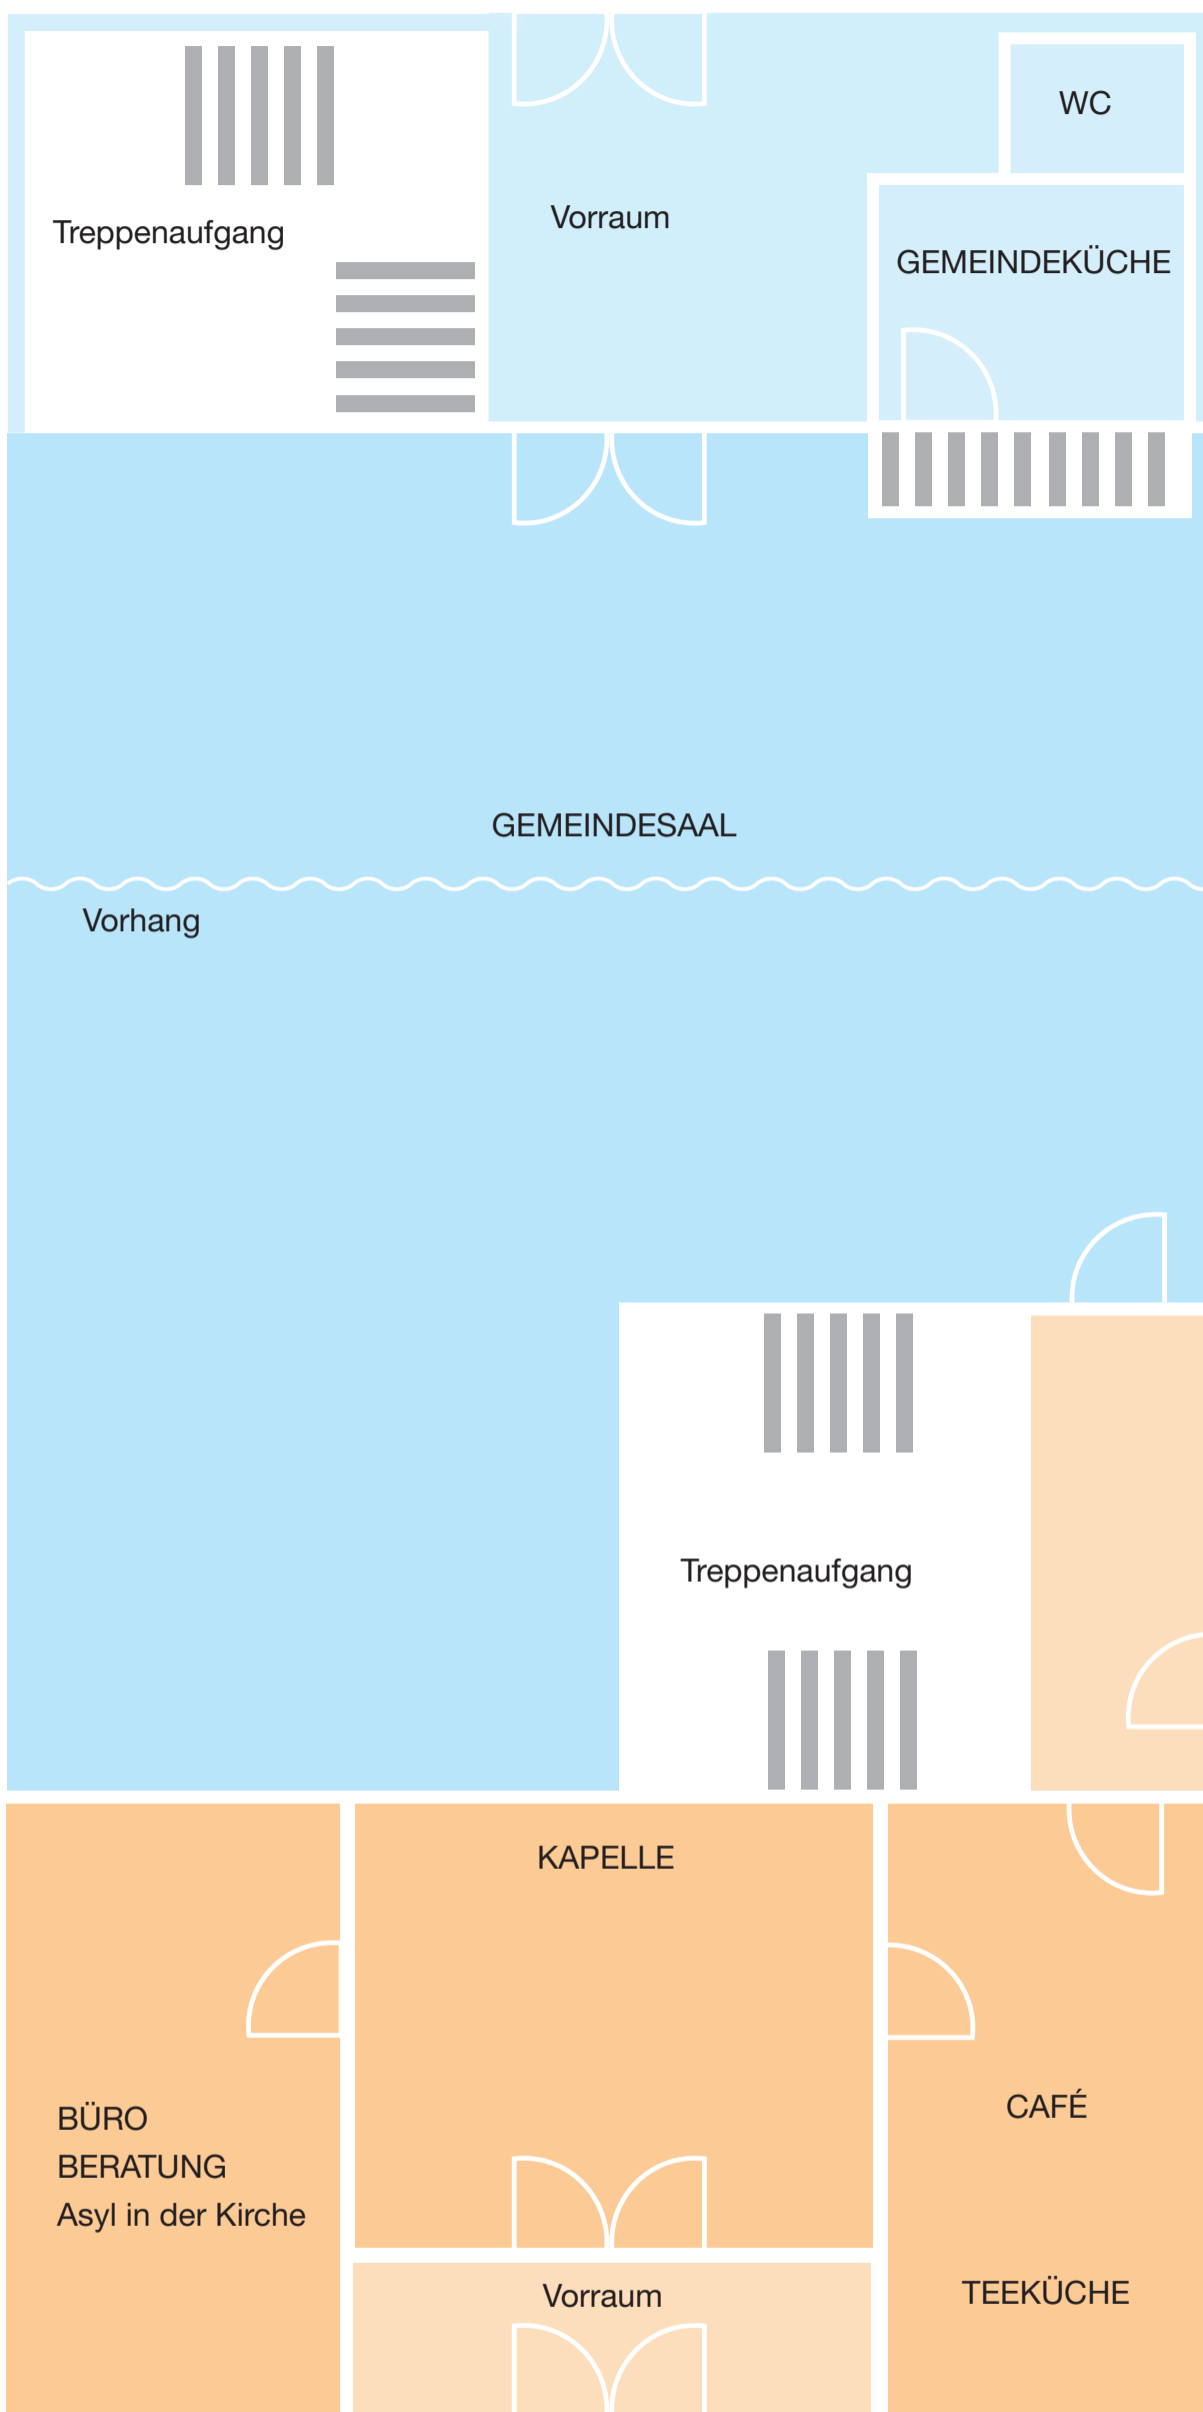 WC
Vorraum
Treppenaufgang
GEMEINDEKÜCHE
GEMEINDESAAL
Vorhang
Treppenaufgang
KAPELLE
CAFÉ
BÜRO
BERATUNG
Asyl in der Kirche
TEEKÜCHE
Vorraum